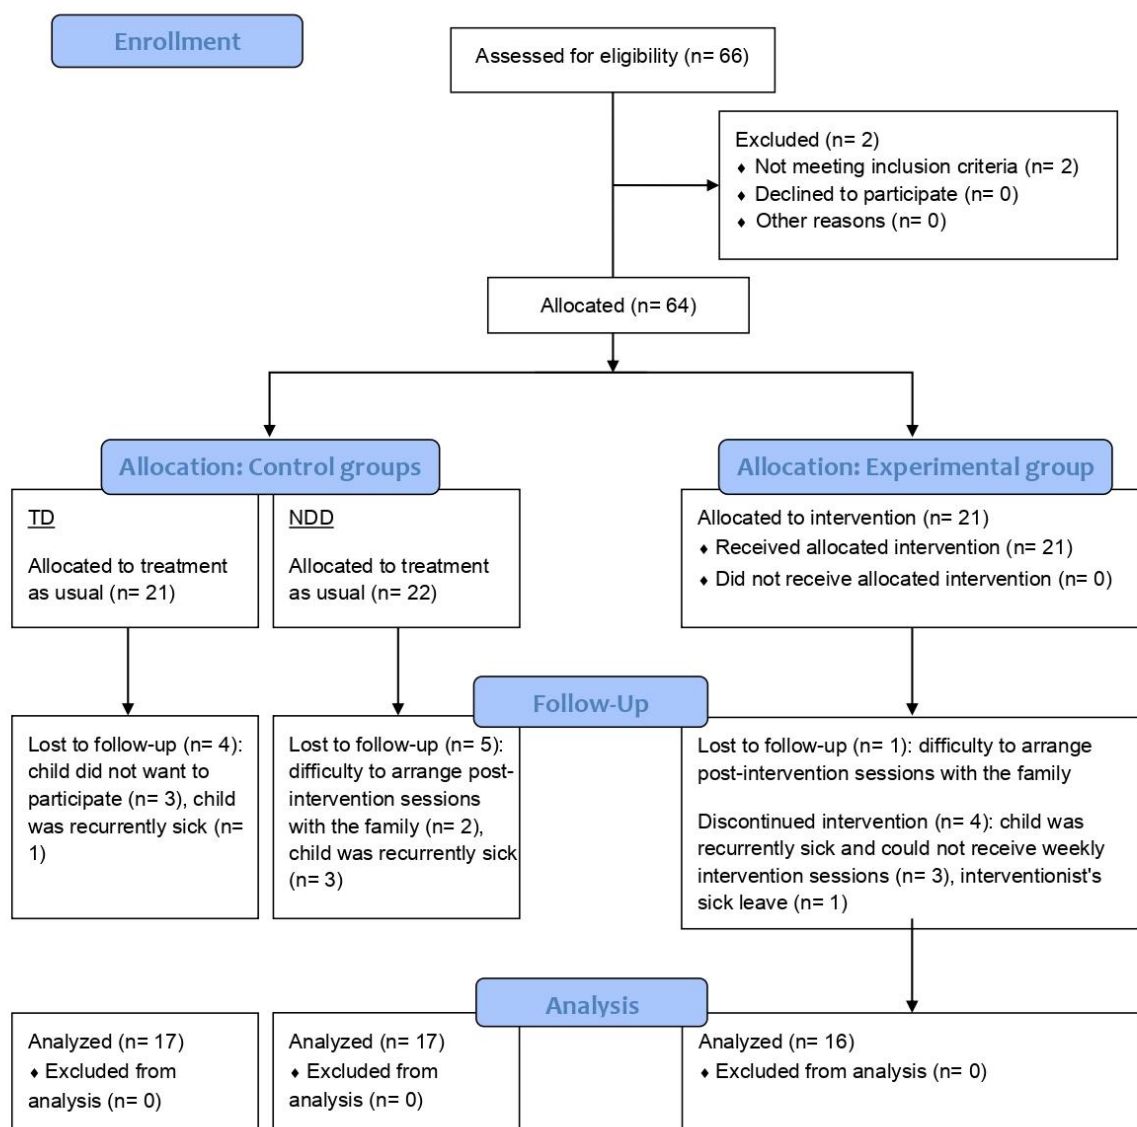 Enrollment
Assessed for eligibility (n= 66)
Excluded (n= 2)
♦ Not meeting inclusion criteria (n= 2)
♦ Declined to participate (n= 0)
♦ Other reasons (n= 0)
Allocated (n= 64)
Allocation: Control groups
Allocation: Experimental group
TD
Allocated to treatment
as usual (n= 21)
NDD
Allocated to treatment
as usual (n= 22)
Allocated to intervention (n= 21)
♦ Received allocated intervention (n= 21)
♦ Did not receive allocated intervention (n= 0)
Follow-Up
Lost to follow-up (n= 4):
child did not want to
participate (n= 3), child
was recurrently sick (n=
1)
Lost to follow-up (n= 5):
difficulty to arrange post-
intervention sessions
with the family (n= 2),
child was recurrently sick
(n= 3)
Lost to follow-up (n= 1): difficulty to arrange
post-intervention sessions with the family
Discontinued intervention (n= 4): child was
recurrently sick and could not receive weekly
intervention sessions (n= 3), interventionist's
sick leave (n= 1)
Analysis
Analyzed (n= 17)
♦ Excluded from
analysis (n= 0)
Analyzed (n= 17)
♦ Excluded from
analysis (n= 0)
Analyzed (n= 16)
♦ Excluded from analysis (n= 0)